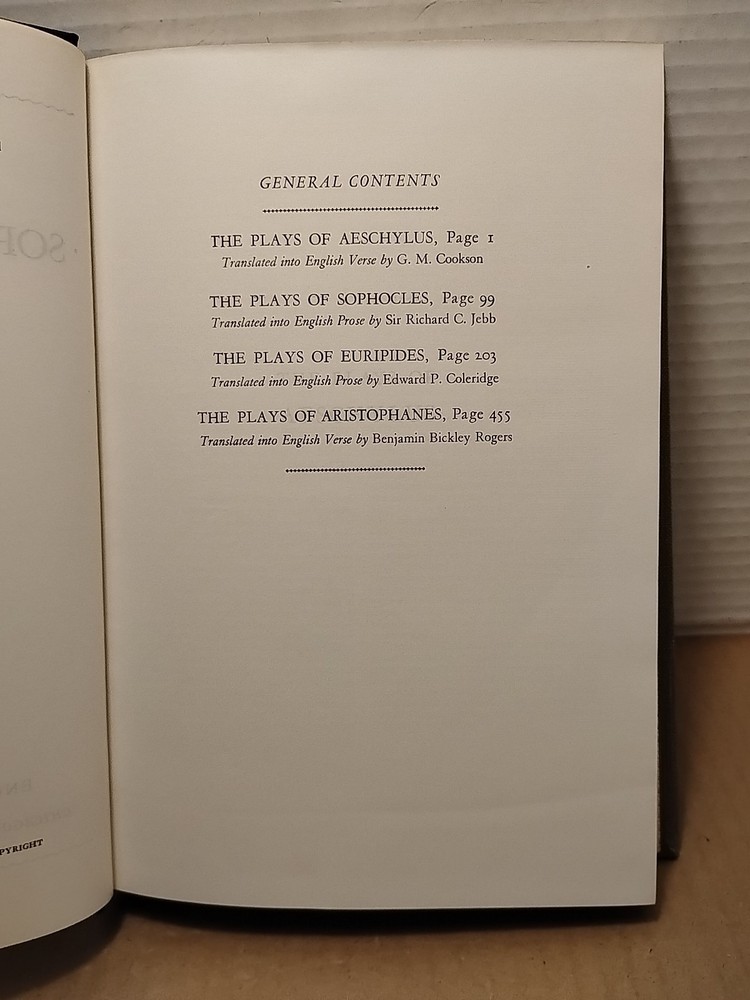 GENERAL CONTENTS
THE PLAYS OF AESCHYLUS, Page 1
Translated into English Verse by G. M. Cookson
THE PLAYS OF SOPHOCLES, Page 99
Translated into English Prose by Sir Richard C. Jebb
THE PLAYS OF EURIPIDES, Page 203
Translated into English Prose by Edward P. Coleridge
THE PLAYS OF ARISTOPHANES, Page 455
Translated into English Verse by Benjamin Bickley Rogers
PYRIGHT